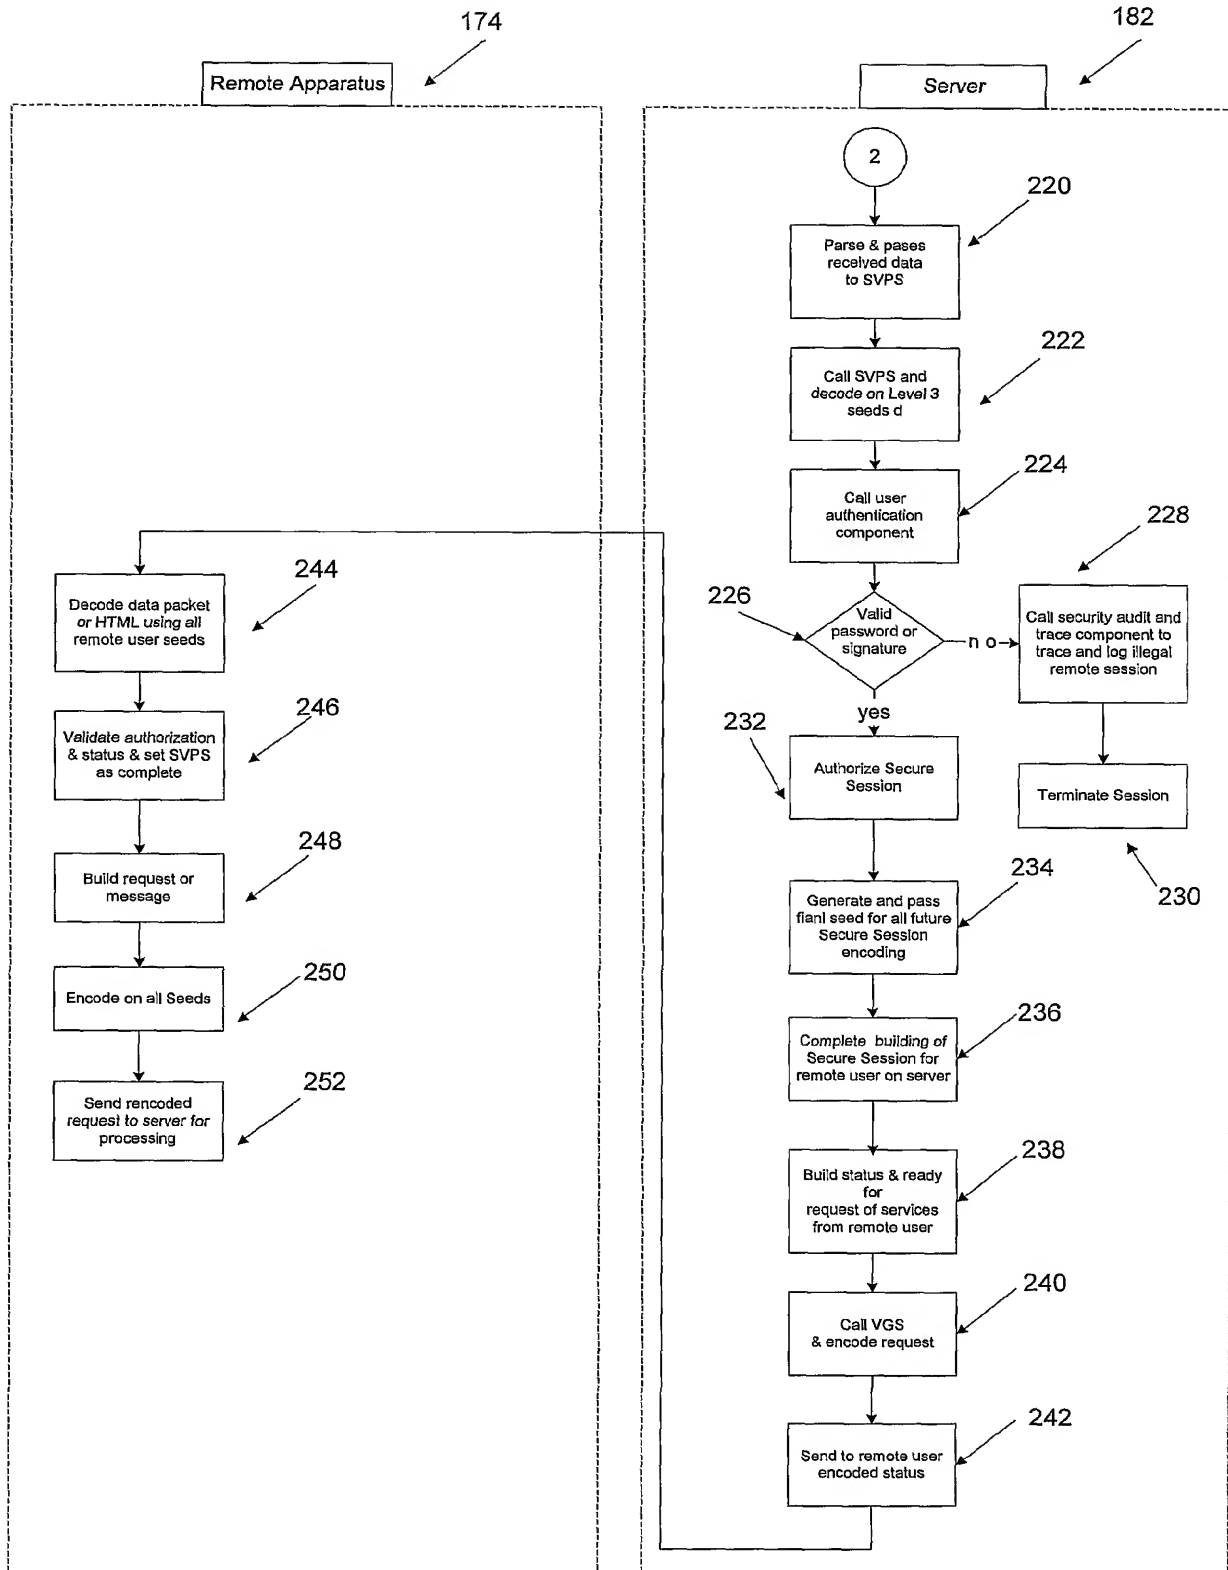 174
182
Remote Apparatus
Server
2
220
Parse & pases
received data
to SVPS
222
Call SVPS and
decode on Level 3
seeds d
224
Call user
authentication
component
226
Valid
password or
signature
n o
228
Call security audit and
trace component to
trace and log illegal
remote session
Terminate Session
230
yes
232
Authorize Secure
Session
234
Generate and pass
fianl seed for all future
Secure Session
encoding
236
Complete building of
Secure Session for
remote user on server
238
Build status & ready
for
request of services
from remote user
240
Call VGS
& encode request
242
Send to remote user
encoded status
244
Decode data packet
or HTML using all
remote user seeds
246
Validate authorization
& status & set SVPS
as complete
248
Build request or
message
250
Encode on all Seeds
252
Send rencoded
request to server for
processing